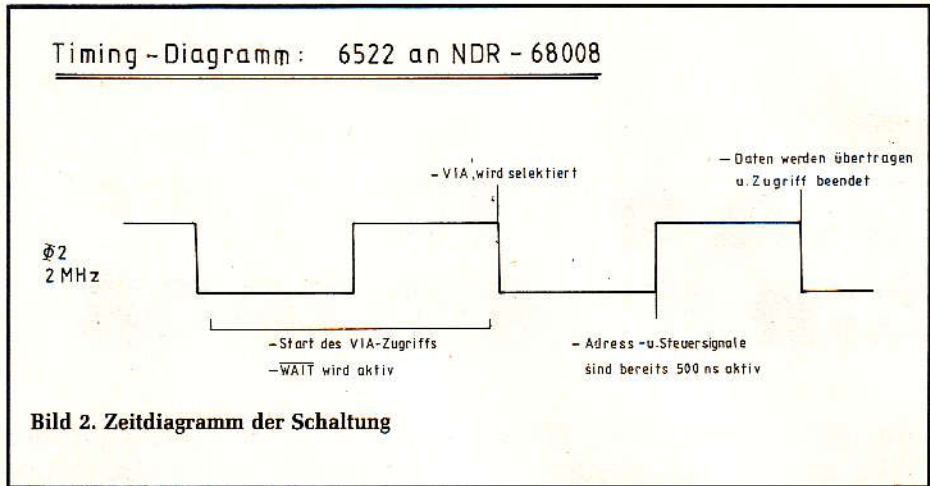 Timing-Diagramm: 6522 an NDR-68008
- VIA wird selektiert
- Daten werden übertragen
u. Zugriff beendet
Φ2
2 MHz
- Start des VIA-Zugriffs
- W̅A̅I̅T̅ wird aktiv
- Adress-u.Steuersignale
sind bereits 500 ns aktiv
Bild 2. Zeitdiagramm der Schaltung